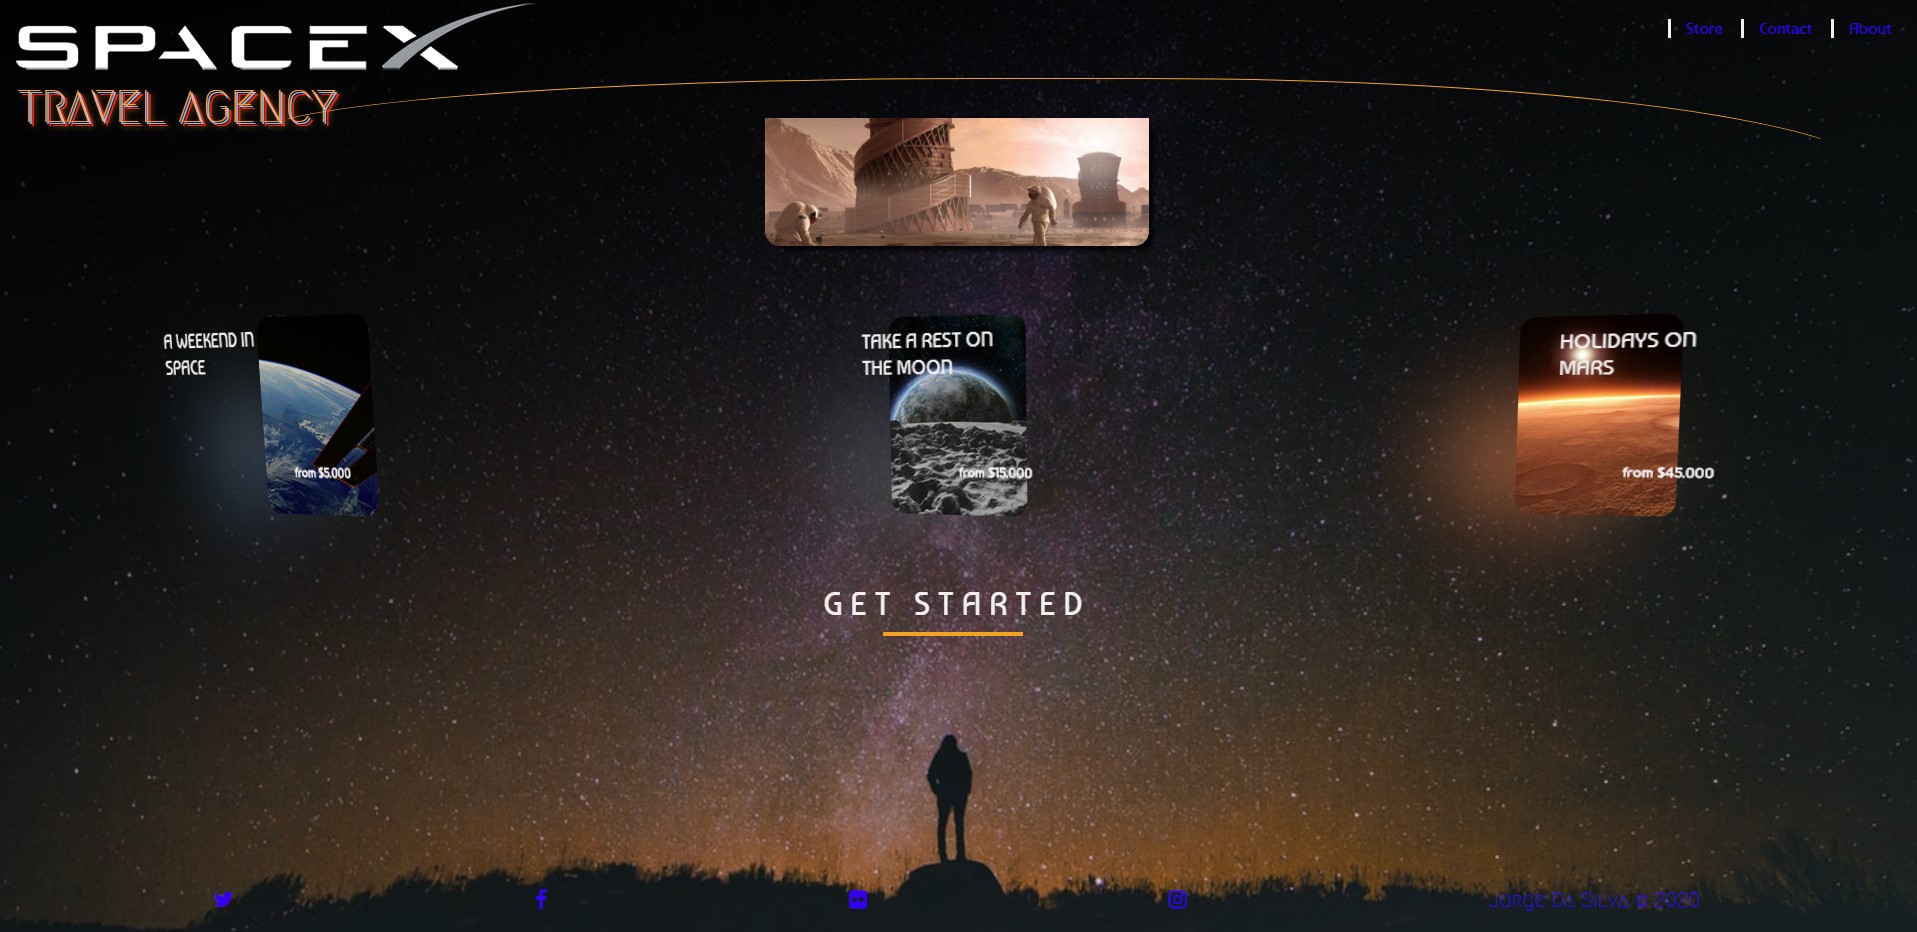 SPACEX
TRAVEL AGENCY
Store
Contact
About
A WEEKEND IN
SPACE
from $5.000
TAKE A REST ON
THE MOON
from $15.000
HOLIDAYS ON
MARS
from $45.000
GET STARTED
Jorge Da Silva © 2020